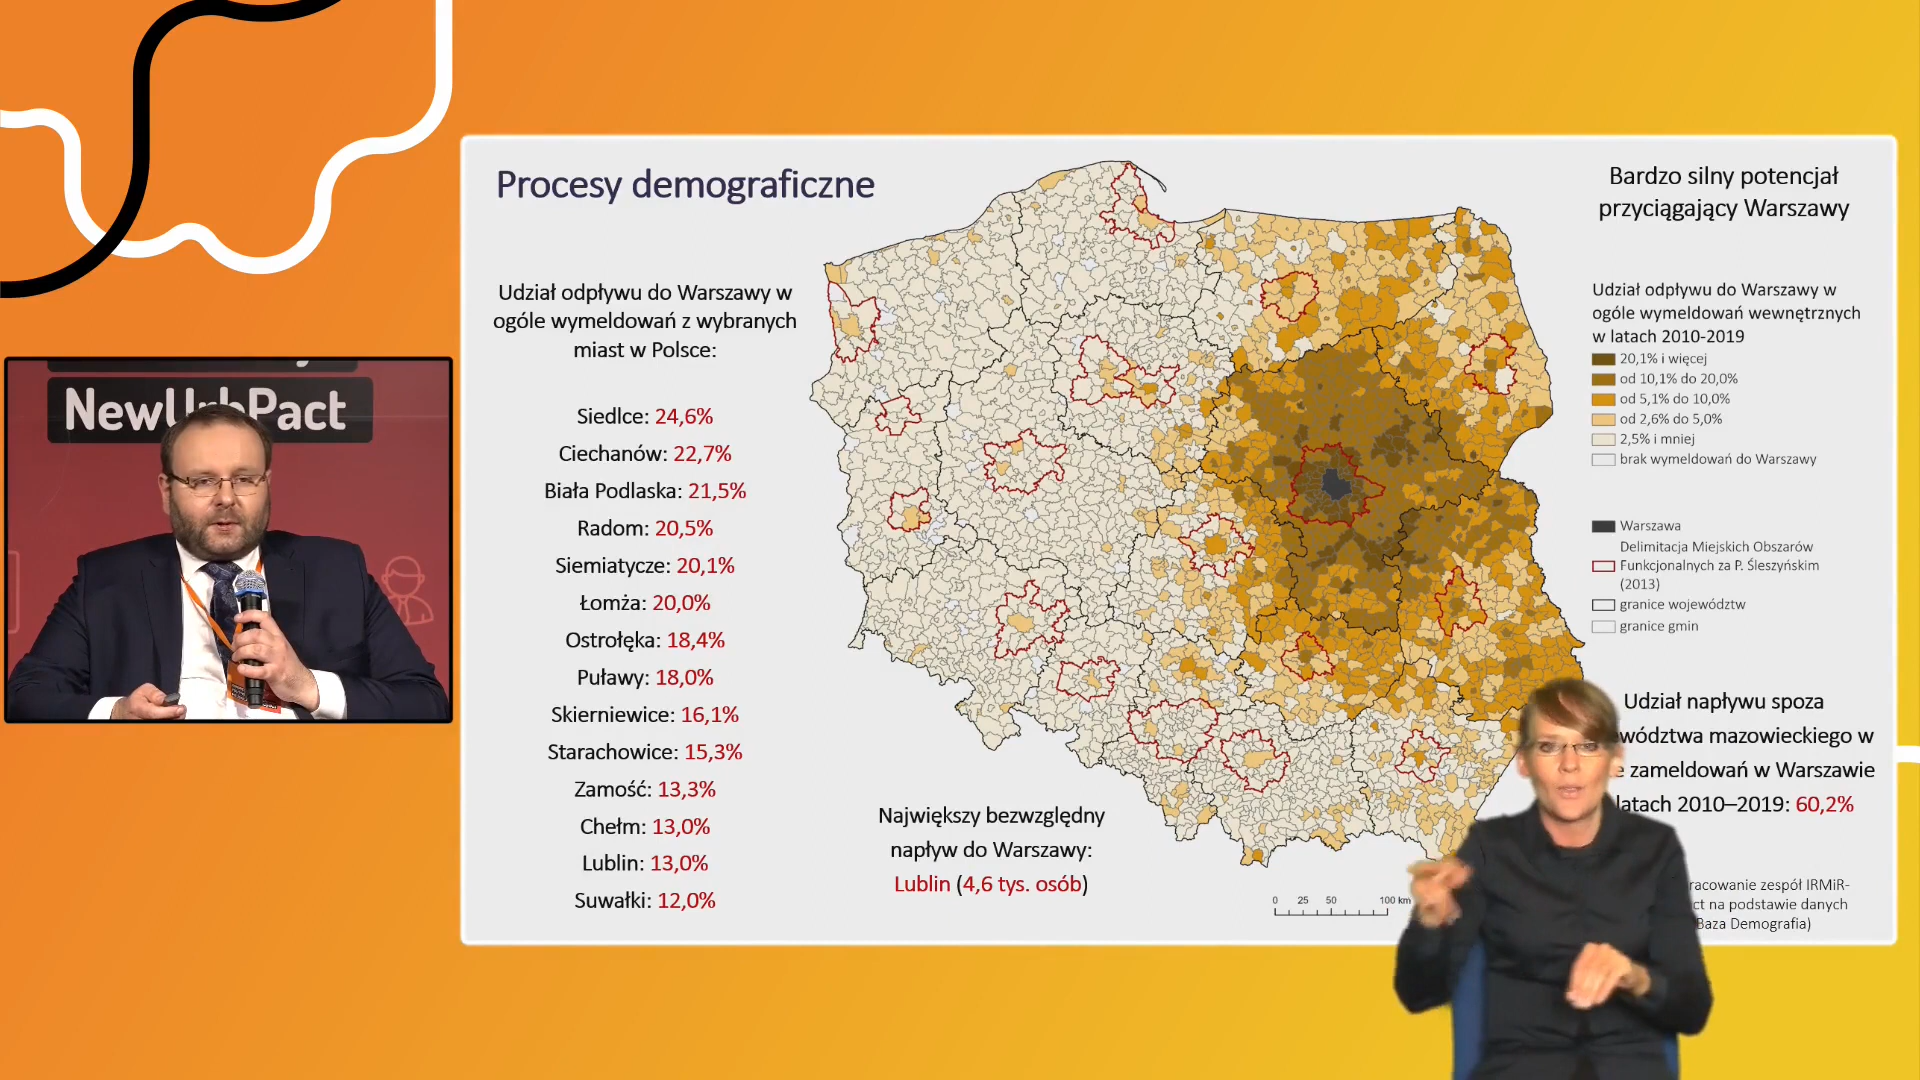 NewUrbPact
Procesy demograficzne
Udział odpływu do Warszawy w
ogóle wymeldowań z wybranych
miast w Polsce:
Siedlce: 24,6%
Ciechanów: 22,7%
Biała Podlaska: 21,5%
Radom: 20,5%
Siemiatycze: 20,1%
Łomża: 20,0%
Ostrołęka: 18,4%
Puławy: 18,0%
Skierniewice: 16,1%
Starachowice: 15,3%
Zamość: 13,3%
Chełm: 13,0%
Lublin: 13,0%
Suwałki: 12,0%
Największy bezwzględny
napływ do Warszawy:
Lublin (4,6 tys. osób)
0 25 50 100 km
Bardzo silny potencjał
przyciągający Warszawy
Udział odpływu do Warszawy w
ogóle wymeldowań wewnętrznych
w latach 2010-2019
20,1% i więcej
od 10,1% do 20,0%
od 5,1% do 10,0%
od 2,6% do 5,0%
2,5% i mniej
brak wymeldowań do Warszawy
Warszawa
Delimitacja Miejskich Obszarów
Funkcjonalnych za P. Śleszyńskim
(2013)
granice województw
granice gmin
Udział napływu spoza
ewództwa mazowieckiego w
e zameldowań w Warszawie
latach 2010–2019: 60,2%
racowanie zespół IRMiR-
ct na podstawie danych
Baza Demografia)